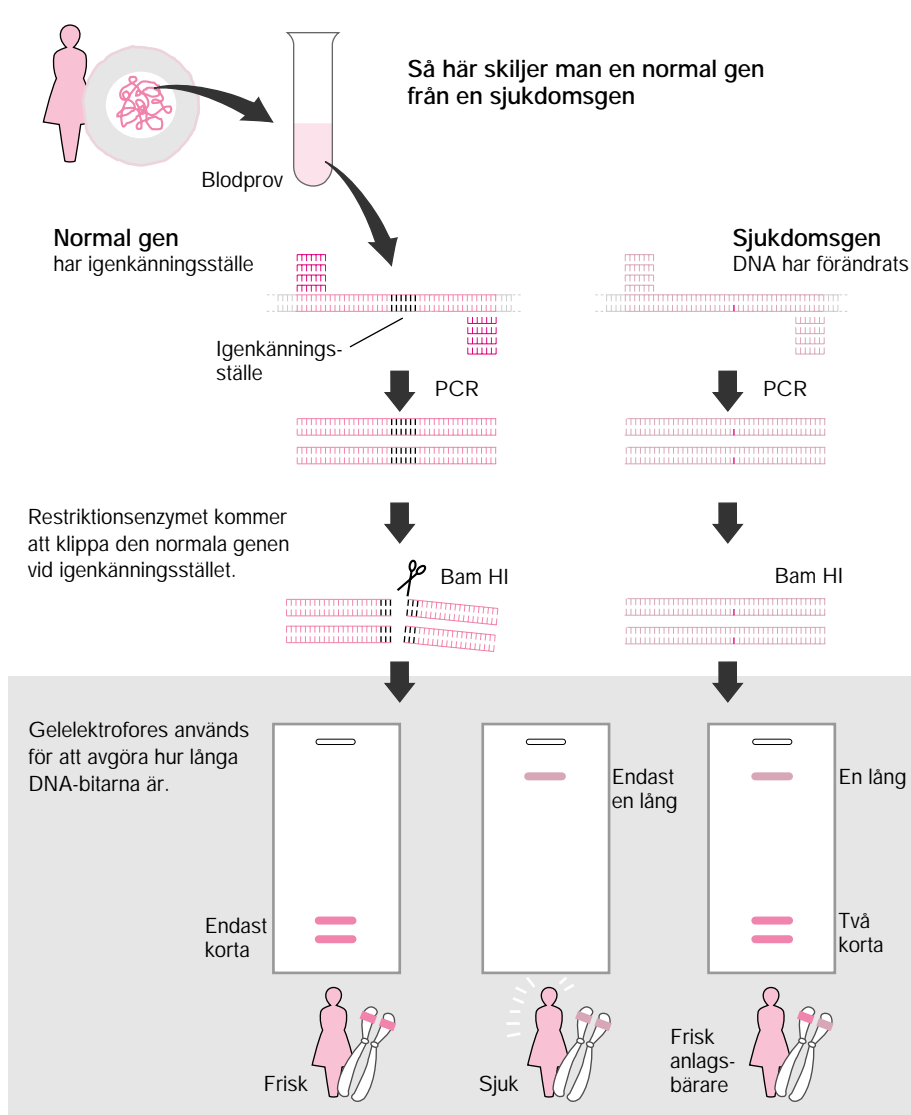 Så här skiljer man en normal gen
från en sjukdomsgen
Blodprov
Normal gen
har igenkänningsställe
Sjukdomsgen
DNA har förändrats
Igenkännings-
ställe
PCR
PCR
Restriktionsenzymet kommer
att klippa den normala genen
vid igenkänningsstället.
Bam HI
Bam HI
Gelelektrofores används
för att avgöra hur långa
DNA-bitarna är.
Endast
en lång
En lång
Endast
korta
Två
korta
Frisk
Sjuk
Frisk
anlags-
bärare